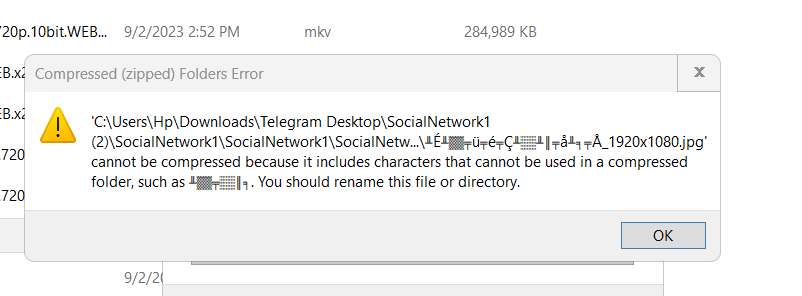 720p.10bit.WEB... 9/2/2023 2:52 PM mkv 284,989 KB
Compressed (zipped) Folders Error
EB.x2
'C:\Users\Hp\Downloads\Telegram Desktop\SocialNetwork1
EB.x2
(2)\SocialNetwork1\SocialNetwork1\SocialNetw...\╨É╨▓╤ü╤é╤Ç╨░╨║╤å╨╕╤Å_1920x1080.jpg'
cannot be compressed because it includes characters that cannot be used in a compressed
.720
folder, such as ╨▓╤░║╕. You should rename this file or directory.
.720
OK
9/2/20